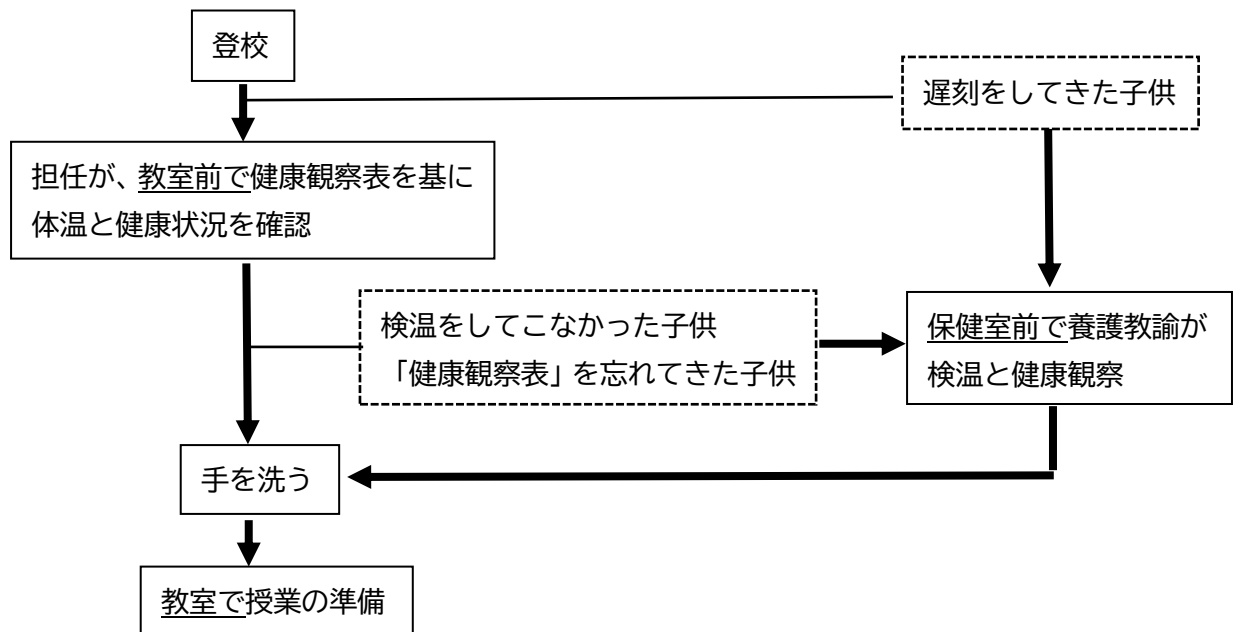 登校
遅刻をしてきた子供
担任が、教室前で健康観察表を基に
体温と健康状況を確認
検温をしてこなかった子供
「健康観察表」を忘れてきた子供
保健室前で養護教諭が
検温と健康観察
手を洗う
教室で授業の準備